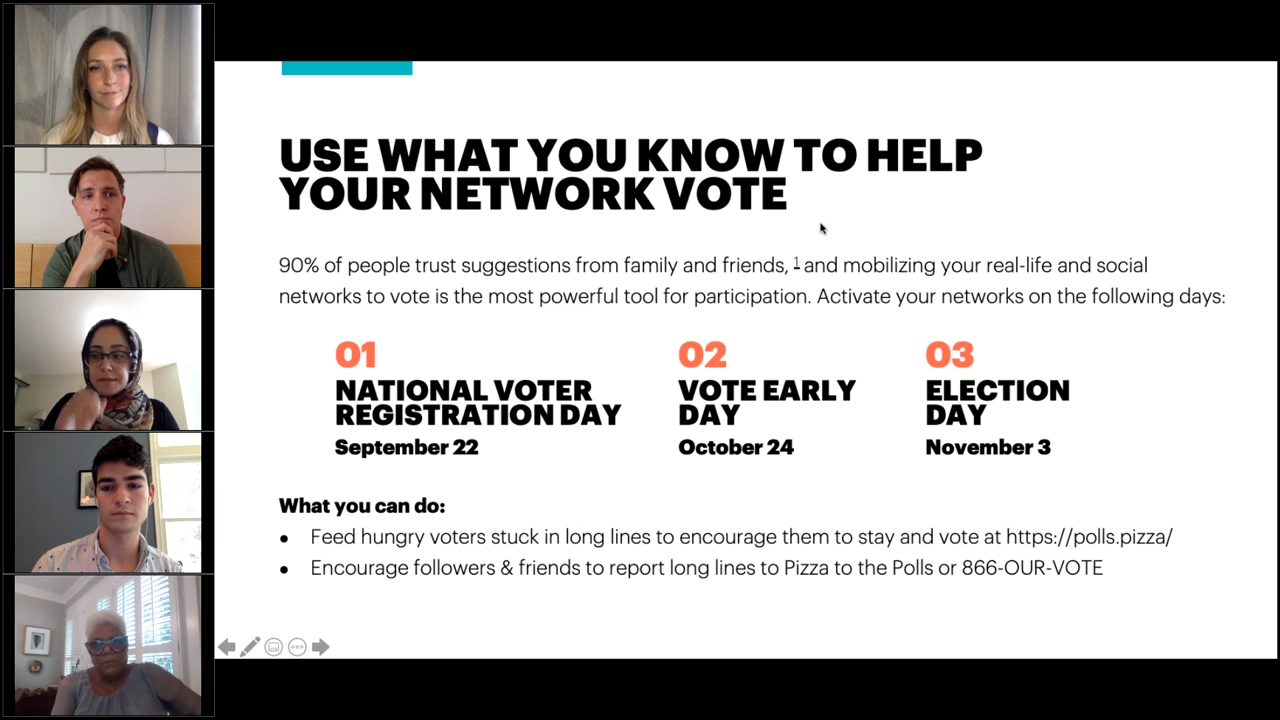 USE WHAT YOU KNOW TO HELP
YOUR NETWORK VOTE
90% of people trust suggestions from family and friends, 1 and mobilizing your real-life and social
networks to vote is the most powerful tool for participation. Activate your networks on the following days:
01
NATIONAL VOTER
REGISTRATION DAY
September 22
02
VOTE EARLY
DAY
October 24
03
ELECTION
DAY
November 3
What you can do:
● Feed hungry voters stuck in long lines to encourage them to stay and vote at https://polls.pizza/
● Encourage followers & friends to report long lines to Pizza to the Polls or 866-OUR-VOTE